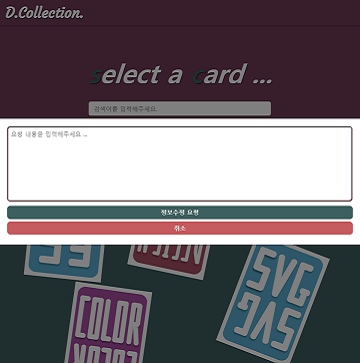 D.Collection.
select a card ...
검색어를 입력해주세요.
요청 내용을 입력해주세요 ..
정보수정 요청
취소
COLOR
SVG